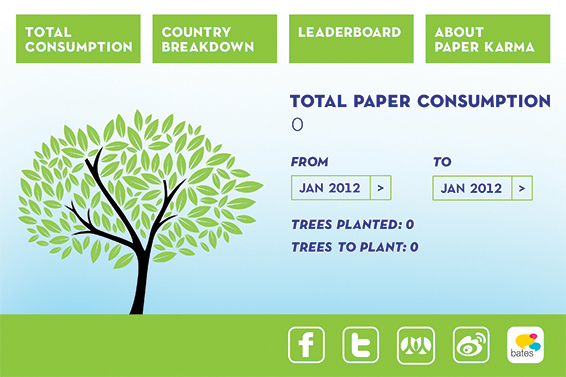 TOTAL
CONSUMPTION
COUNTRY
BREAKDOWN
LEADERBOARD
ABOUT
PAPER KARMA
TOTAL PAPER CONSUMPTION
0
FROM
TO
JAN 2012 >
JAN 2012 >
TREES PLANTED: 0
TREES TO PLANT: 0
f
t
bates